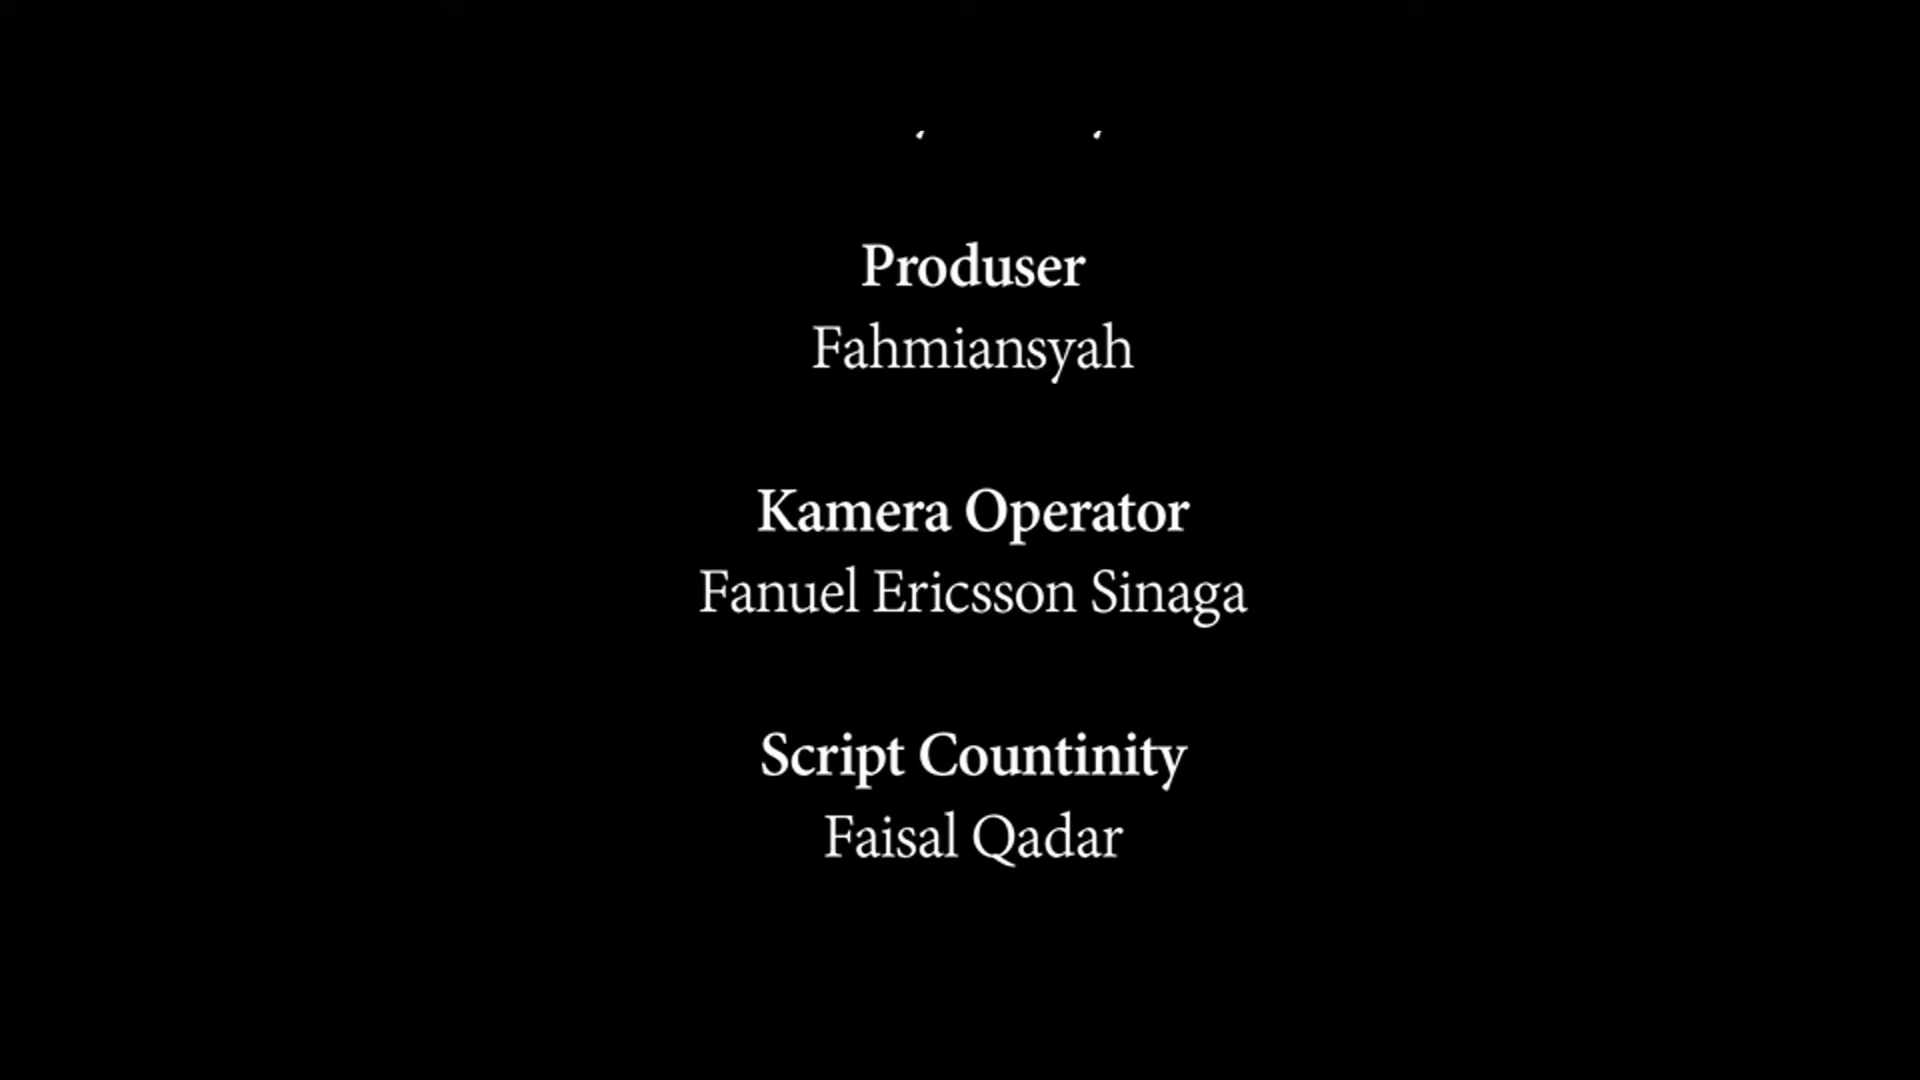 Produser
Fahmiansyah
Kamera Operator
Fanuel Ericsson Sinaga
Script Countinity
Faisal Qadar